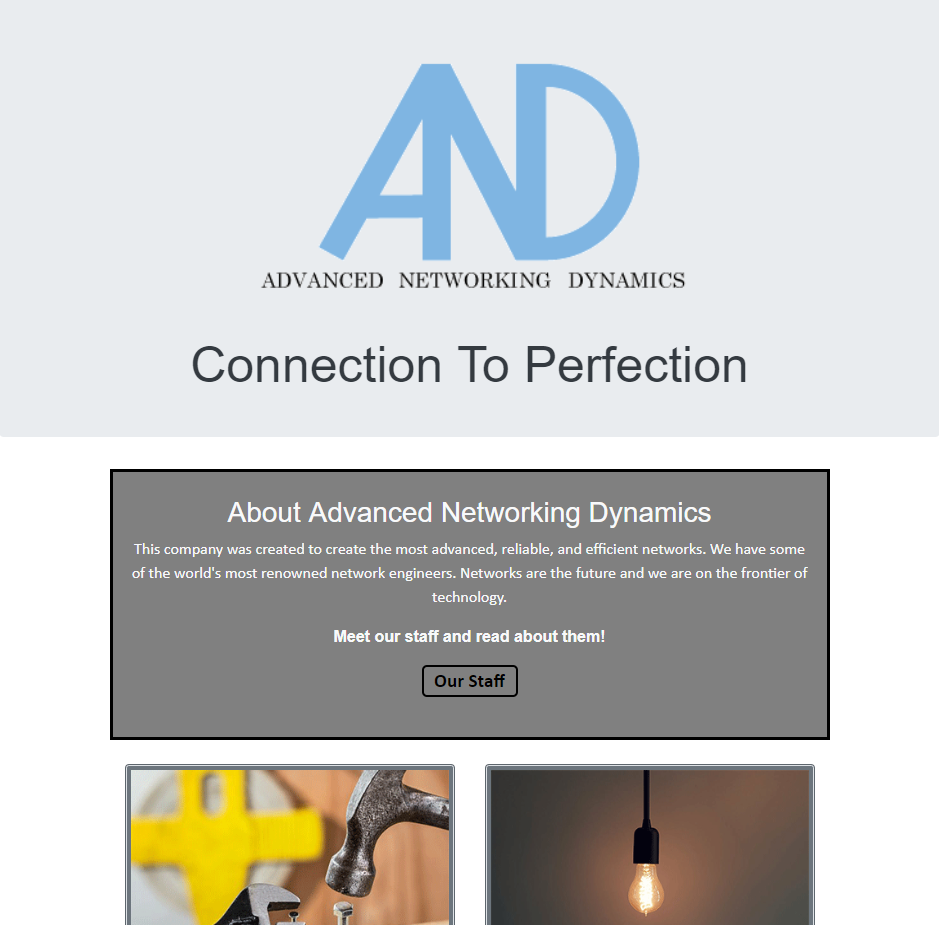 AND
ADVANCED NETWORKING DYNAMICS
Connection To Perfection
About Advanced Networking Dynamics
This company was created to create the most advanced, reliable, and efficient networks. We have some
of the world's most renowned network engineers. Networks are the future and we are on the frontier of
technology.
Meet our staff and read about them!
Our Staff